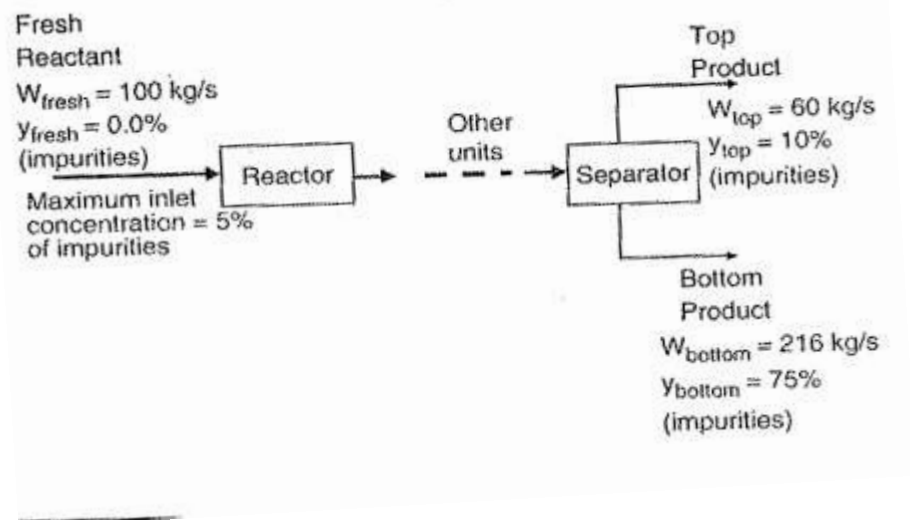 Fresh
Reactant
W_fresh = 100 kg/s
y_fresh = 0.0%
(impurities)
Maximum inlet
concentration = 5%
of impurities
Reactor
Other
units
Separator
Top
Product
W_top = 60 kg/s
y_top = 10%
(impurities)
Bottom
Product
W_bottom = 216 kg/s
y_bottom = 75%
(impurities)